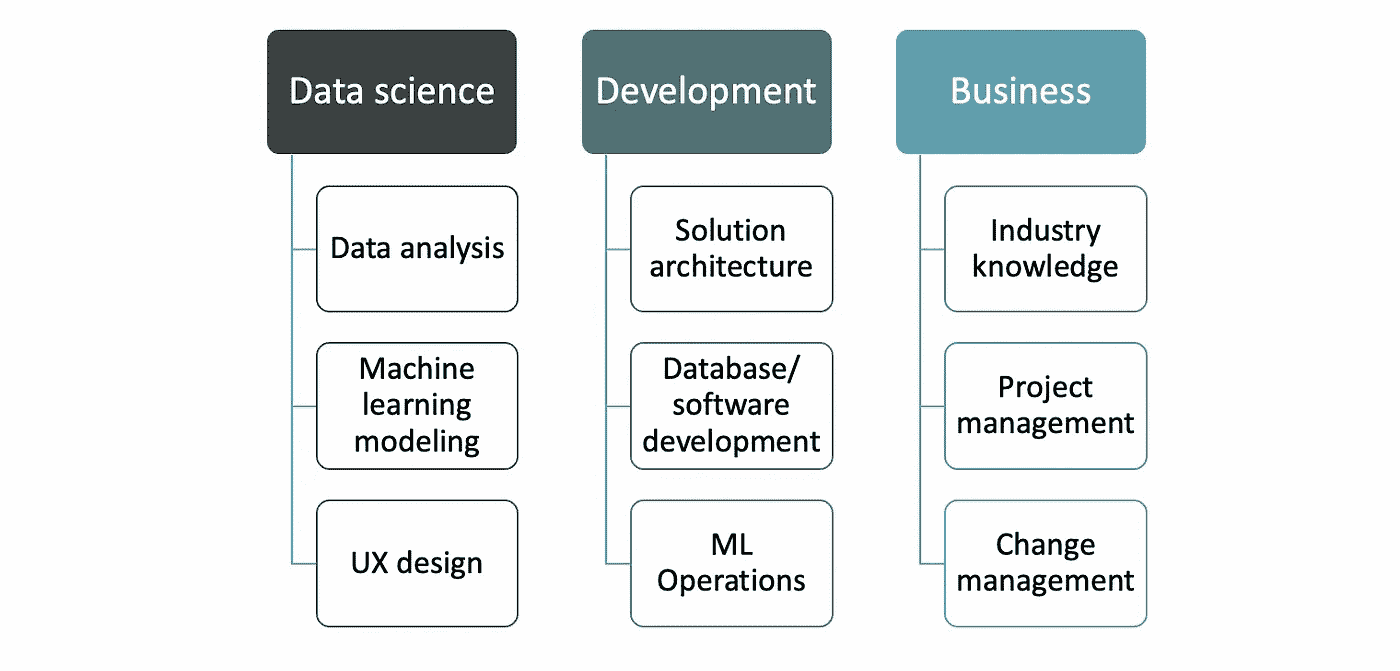 Data science
Data analysis
Machine
learning
modeling
UX design
Development
Solution
architecture
Database/
software
development
ML
Operations
Business
Industry
knowledge
Project
management
Change
management